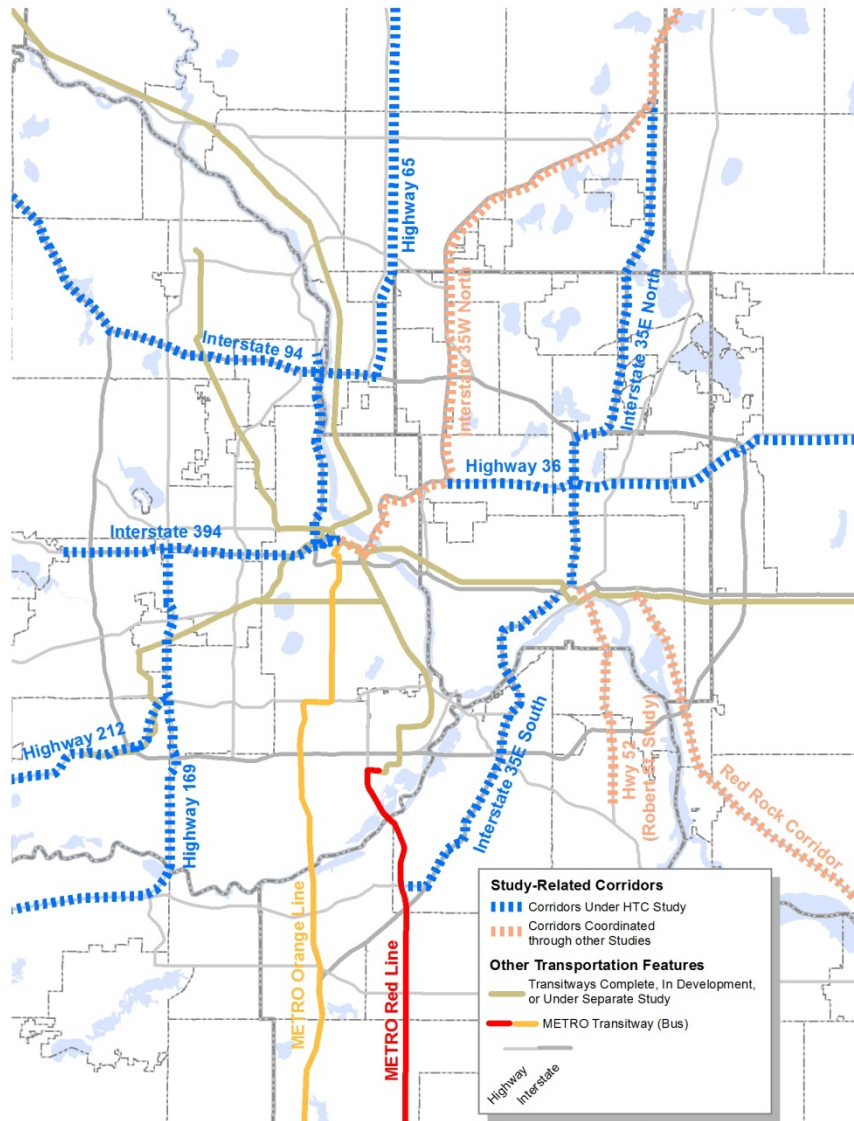 Highway 65
Interstate 94
Interstate 35W North
Interstate 35E North
Highway 36
Interstate 394
Highway 212
Highway 169
Interstate 35E South
Hwy 52
Red Rock Corridor
METRO Orange Line
METRO Red Line
Study-Related Corridors
Corridors Under HTC Study
Corridors Coordinated
through other Studies
Other Transportation Features
Transitways Complete, In Development,
or Under Separate Study
METRO Transitway (Bus)
Highway
Interstate